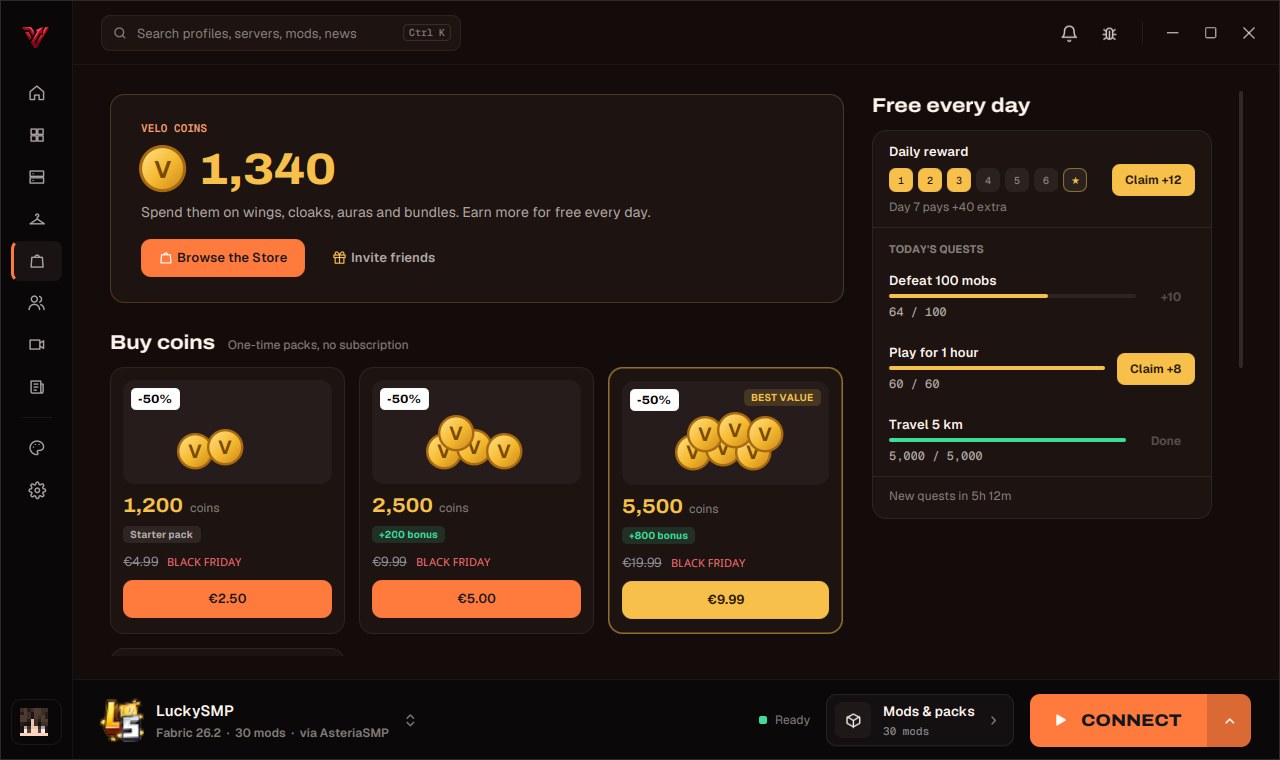 Search profiles, servers, mods, news
Ctrl K
VELO COINS
V 1,340
Spend them on wings, cloaks, auras and bundles. Earn more for free every day.
Browse the Store
Invite friends
Buy coins
One-time packs, no subscription
-50%
V V
1,200 coins
Starter pack
€4.99 BLACK FRIDAY
€2.50
-50%
V V V V
2,500 coins
+200 bonus
€9.99 BLACK FRIDAY
€5.00
-50%
BEST VALUE
V V V V V V
5,500 coins
+800 bonus
€19.99 BLACK FRIDAY
€9.99
Free every day
Daily reward
1 2 3 4 5 6 ★
Claim +12
Day 7 pays +40 extra
TODAY'S QUESTS
Defeat 100 mobs
+10
64 / 100
Play for 1 hour
Claim +8
60 / 60
Travel 5 km
Done
5,000 / 5,000
New quests in 5h 12m
LuckySMP
Fabric 26.2 · 30 mods · via AsteriaSMP
Ready
Mods & packs
30 mods
CONNECT